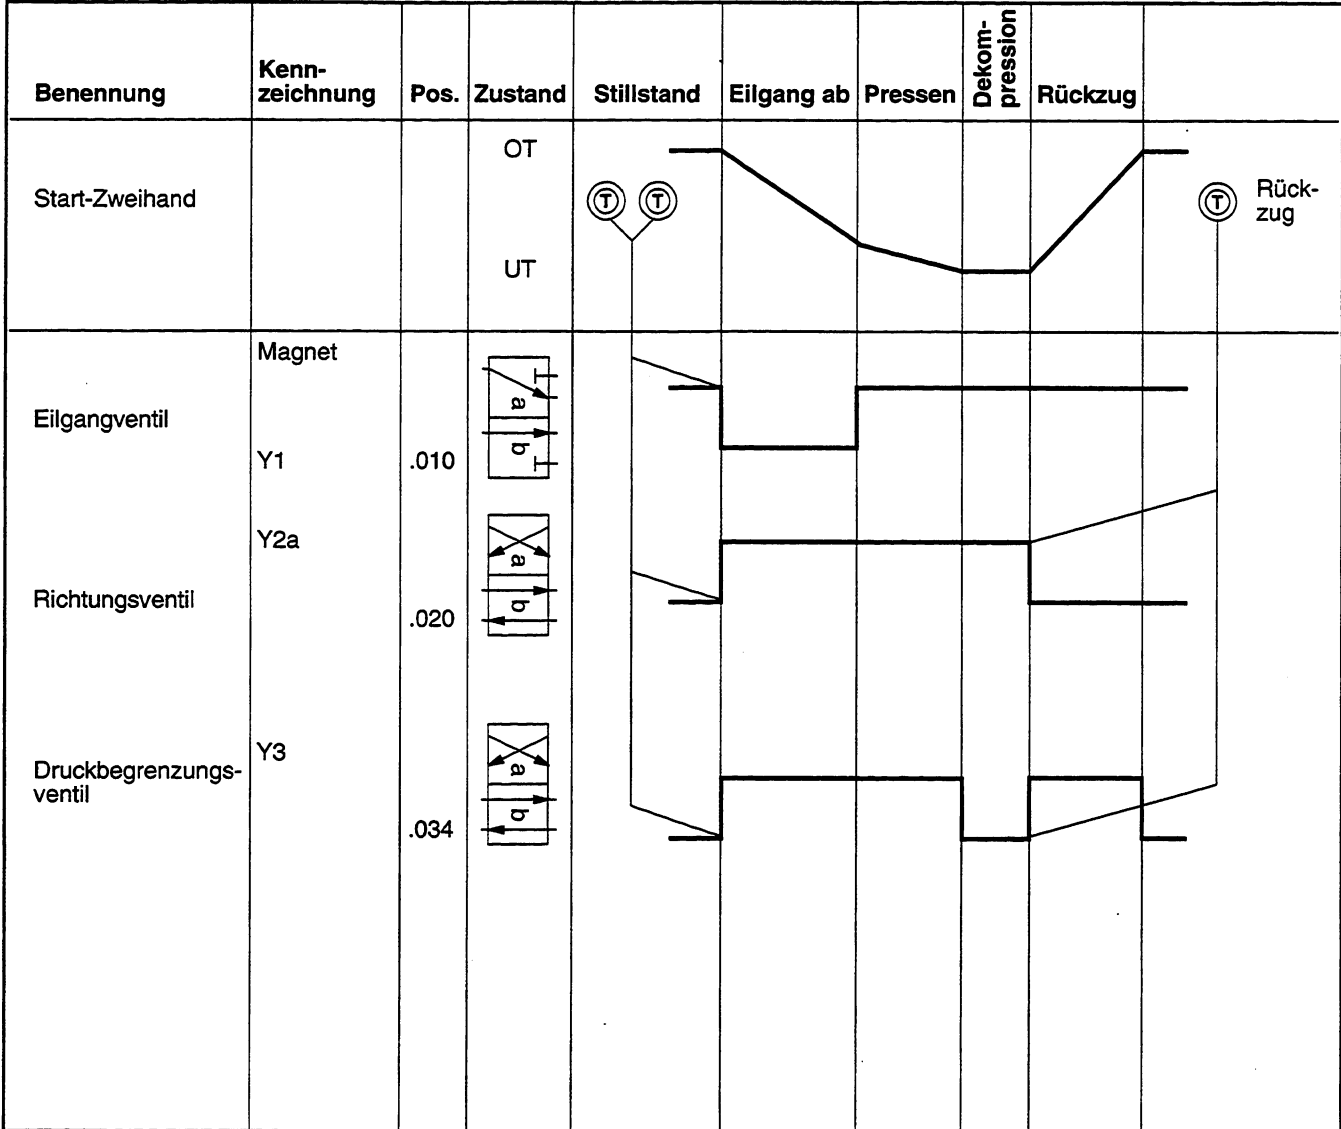 Benennung
Kenn-
zeichnung
Pos.
Zustand
Stillstand
Eilgang ab
Pressen
Dekom-
pression
Rückzug
Start-Zweihand
OT
UT
T
T
T
Rück-
zug
Magnet
Eilgangventil
Y1
.010
a
b
Y2a
Richtungsventil
.020
a
b
Y3
Druckbegrenzungs-
ventil
.034
a
b